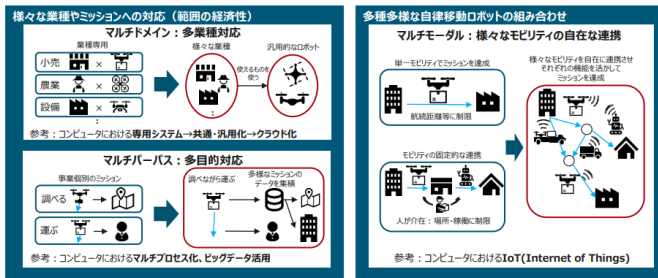 様々な業種やミッションへの対応（範囲の経済性）
マルチドメイン：多業種対応
業種専用
小売
×
農業
×
設備
×
：
様々な業種
：
使えるものを
使う
汎用的なロボット
参考：コンピュータにおける専用システム→共通・汎用化→クラウド化
マルチパーパス：多目的対応
事業個別のミッション
調べる
運ぶ
調べながら運ぶ
多様なミッションの
データを集積
参考：コンピュータにおけるマルチプロセス化、ビッグデータ活用
多種多様な自律移動ロボットの組み合わせ
マルチモーダル：様々なモビリティの自在な連携
単一モビリティでミッションを達成
航続距離等に制限
モビリティの固定的な連携
人が介在：場所・稼働に制限
様々なモビリティを自在に連携させ
それぞれの機能を活かして
ミッションを達成
参考：コンピュータにおけるIoT(Internet of Things)